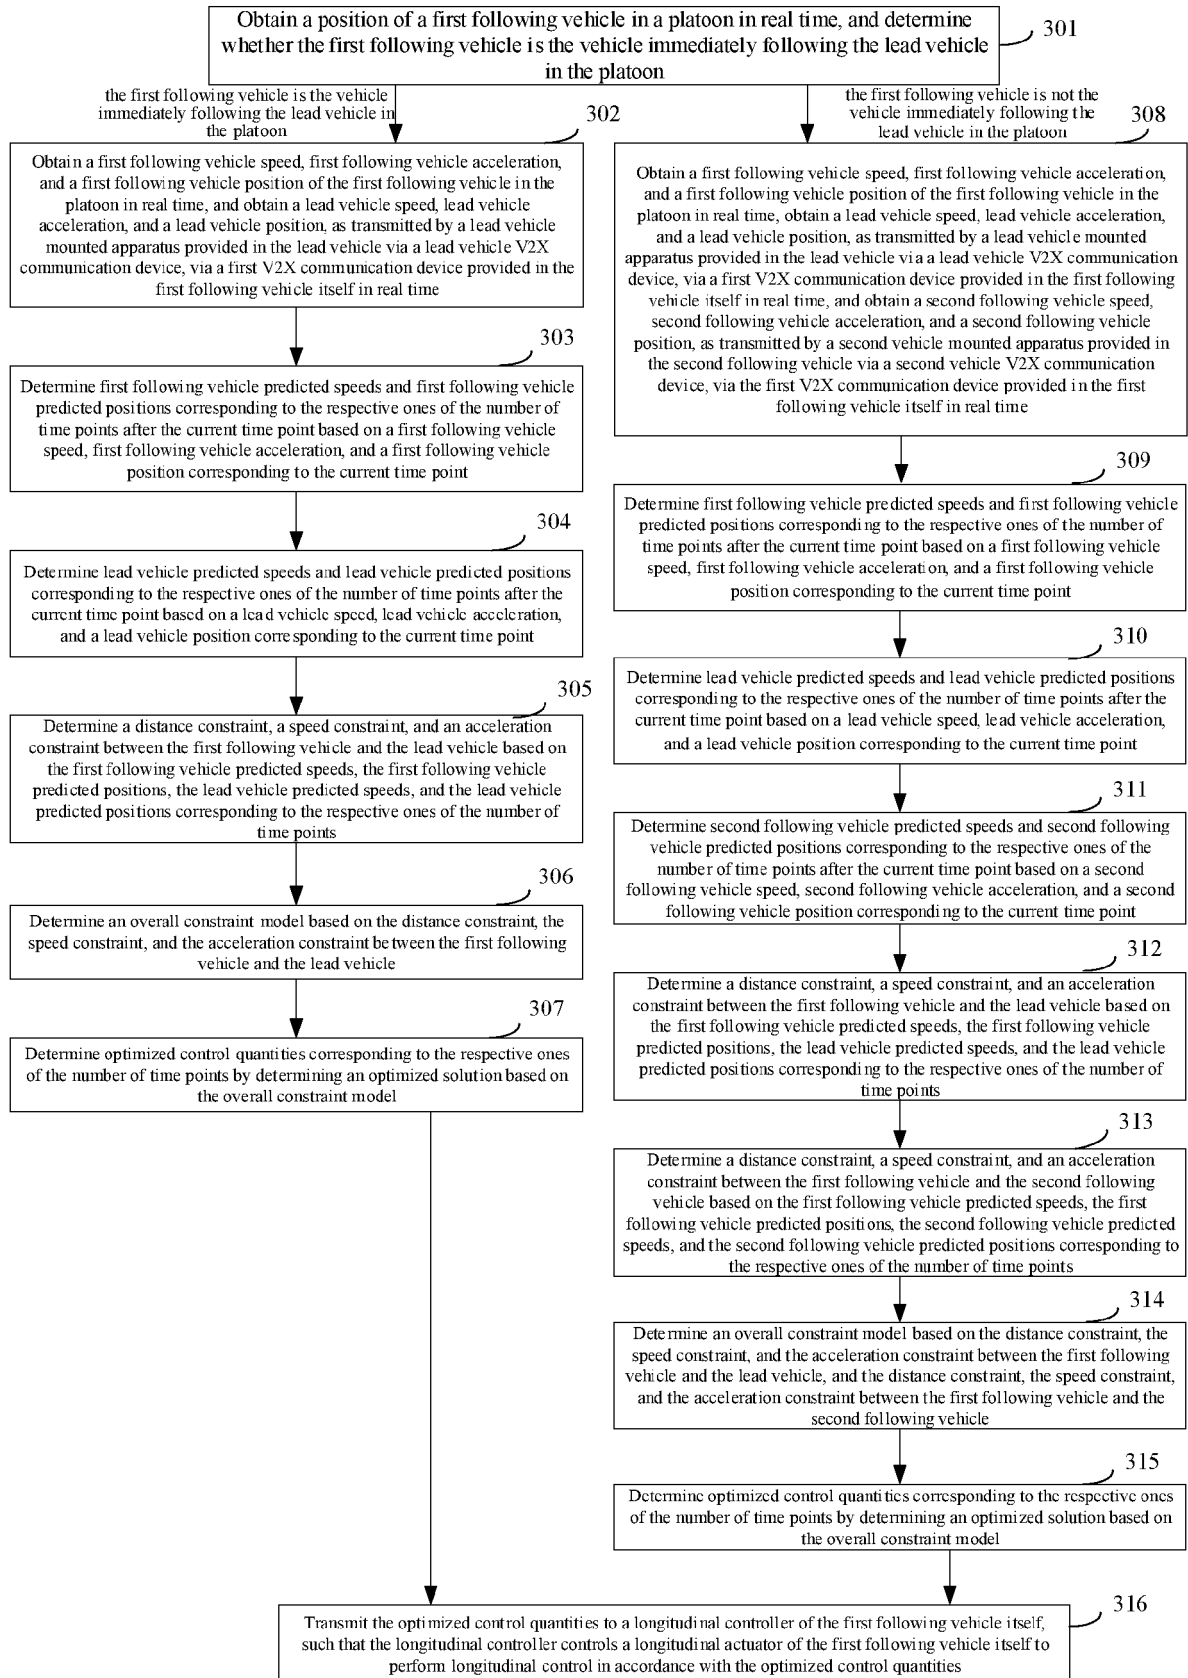 Obtain a position of a first following vehicle in a platoon in real time, and determine
whether the first following vehicle is the vehicle immediately following the lead vehicle
in the platoon
301
the first following vehicle is the vehicle
immediately following the lead vehicle in
the platoon
302
Obtain a first following vehicle speed, first following vehicle acceleration,
and a first following vehicle position of the first following vehicle in the
platoon in real time, and obtain a lead vehicle speed, lead vehicle
acceleration, and a lead vehicle position, as transmitted by a lead vehicle
mounted apparatus provided in the lead vehicle via a lead vehicle V2X
communication device, via a first V2X communication device provided in the
first following vehicle itself in real time
303
Determine first following vehicle predicted speeds and first following vehicle
predicted positions corresponding to the respective ones of the number of
time points after the current time point based on a first following vehicle
speed, first following vehicle acceleration, and a first following vehicle
position corresponding to the current time point
304
Determine lead vehicle predicted speeds and lead vehicle predicted positions
corresponding to the respective ones of the number of time points after the
current time point based on a lead vehicle speed, lead vehicle acceleration,
and a lead vehicle position corresponding to the current time point
305
Determine a distance constraint, a speed constraint, and an acceleration
constraint between the first following vehicle and the lead vehicle based on
the first following vehicle predicted speeds, the first following vehicle
predicted positions, the lead vehicle predicted speeds, and the lead vehicle
predicted positions corresponding to the respective ones of the number of
time points
306
Determine an overall constraint model based on the distance constraint, the
speed constraint, and the acceleration constraint between the first following
vehicle and the lead vehicle
307
Determine optimized control quantities corresponding to the respective ones
of the number of time points by determining an optimized solution based on
the overall constraint model
the first following vehicle is not the
vehicle immediately following the
lead vehicle in the platoon
308
Obtain a first following vehicle speed, first following vehicle acceleration,
and a first following vehicle position of the first following vehicle in the
platoon in real time, obtain a lead vehicle speed, lead vehicle acceleration,
and a lead vehicle position, as transmitted by a lead vehicle mounted
apparatus provided in the lead vehicle via a lead vehicle V2X communication
device, via a first V2X communication device provided in the first following
vehicle itself in real time, and obtain a second following vehicle speed,
second following vehicle acceleration, and a second following vehicle
position, as transmitted by a second vehicle mounted apparatus provided in
the second following vehicle via a second vehicle V2X communication
device, via the first V2X communication device provided in the first
following vehicle itself in real time
309
Determine first following vehicle predicted speeds and first following vehicle
predicted positions corresponding to the respective ones of the number of
time points after the current time point based on a first following vehicle
speed, first following vehicle acceleration, and a first following vehicle
position corresponding to the current time point
310
Determine lead vehicle predicted speeds and lead vehicle predicted positions
corresponding to the respective ones of the number of time points after the
current time point based on a lead vehicle speed, lead vehicle acceleration,
and a lead vehicle position corresponding to the current time point
311
Determine second following vehicle predicted speeds and second following
vehicle predicted positions corresponding to the respective ones of the
number of time points after the current time point based on a second
following vehicle speed, second following vehicle acceleration, and a second
following vehicle position corresponding to the current time point
312
Determine a distance constraint, a speed constraint, and an acceleration
constraint between the first following vehicle and the lead vehicle based on
the first following vehicle predicted speeds, the first following vehicle
predicted positions, the lead vehicle predicted speeds, and the lead vehicle
predicted positions corresponding to the respective ones of the number of
time points
313
Determine a distance constraint, a speed constraint, and an acceleration
constraint between the first following vehicle and the second following
vehicle based on the first following vehicle predicted speeds, the first
following vehicle predicted positions, the second following vehicle predicted
speeds, and the second following vehicle predicted positions corresponding to
the respective ones of the number of time points
314
Determine an overall constraint model based on the distance constraint, the
speed constraint, and the acceleration constraint between the first following
vehicle and the lead vehicle, and the distance constraint, the speed constraint,
and the acceleration constraint between the first following vehicle and the
second following vehicle
315
Determine optimized control quantities corresponding to the respective ones
of the number of time points by determining an optimized solution based on
the overall constraint model
316
Transmit the optimized control quantities to a longitudinal controller of the first following vehicle itself,
such that the longitudinal controller controls a longitudinal actuator of the first following vehicle itself to
perform longitudinal control in accordance with the optimized control quantities